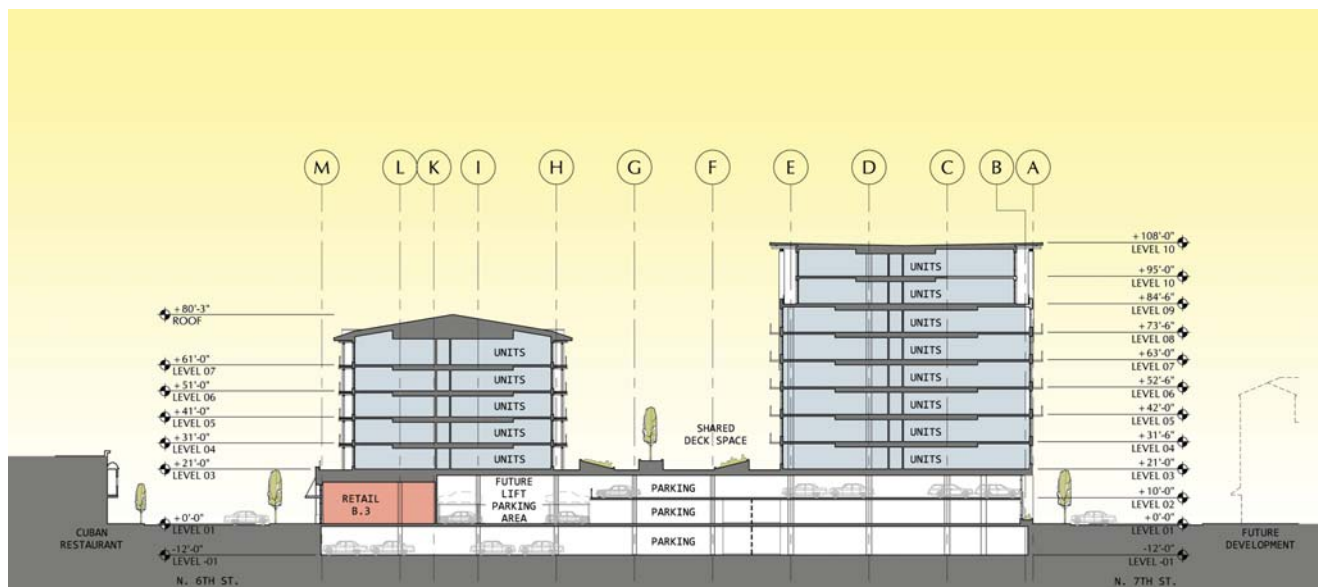 M L K I H G F E D C B A
+108'-0"
LEVEL 10
UNITS
+95'-0"
LEVEL 10
UNITS
+84'-6"
LEVEL 09
+80'-3"
ROOF
UNITS
+73'-6"
LEVEL 08
UNITS
UNITS
+63'-0"
LEVEL 07
+61'-0"
LEVEL 07
UNITS
UNITS
+52'-6"
LEVEL 06
+51'-0"
LEVEL 06
UNITS
UNITS
+42'-0"
LEVEL 05
+41'-0"
LEVEL 05
UNITS
SHARED
DECK SPACE
UNITS
+31'-6"
LEVEL 04
+31'-0"
LEVEL 04
UNITS
UNITS
+21'-0"
LEVEL 03
+21'-0"
LEVEL 03
FUTURE
LIFT
PARKING
AREA
PARKING
RETAIL
B.3
+10'-0"
LEVEL 02
PARKING
+0'-0"
LEVEL 01
+0'-0"
LEVEL 01
CUBAN
RESTAURANT
PARKING
FUTURE
DEVELOPMENT
-12'-0"
LEVEL -01
-12'-0"
LEVEL -01
N. 6TH ST.
N. 7TH ST.